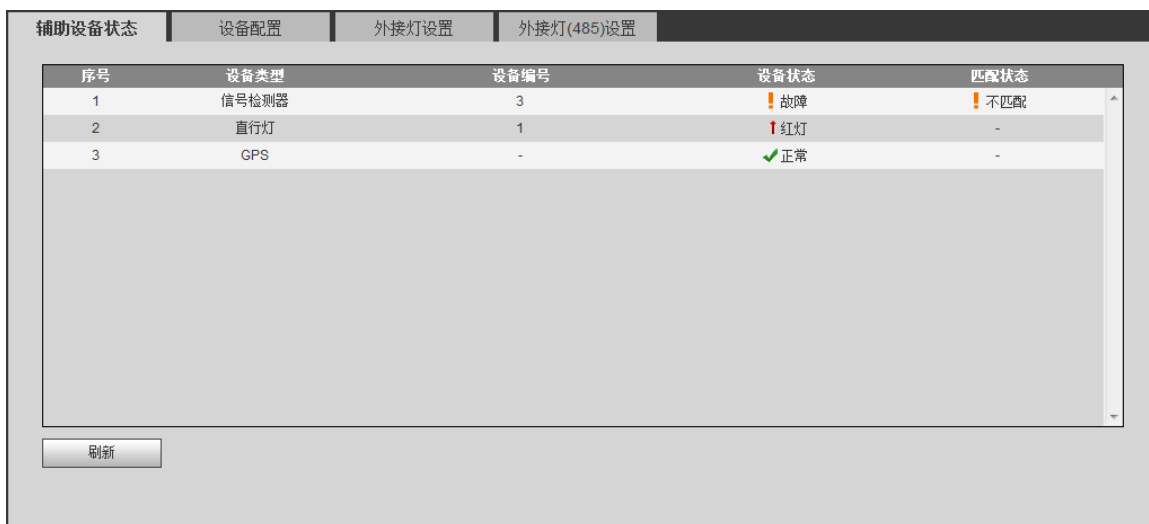 辅助设备状态 设备配置 外接灯设置 外接灯(485)设置
序号 设备类型 设备编号 设备状态 匹配状态
1 信号检测器 3 故障 不匹配
2 直行灯 1 红灯 -
3 GPS - 正常 -
刷新